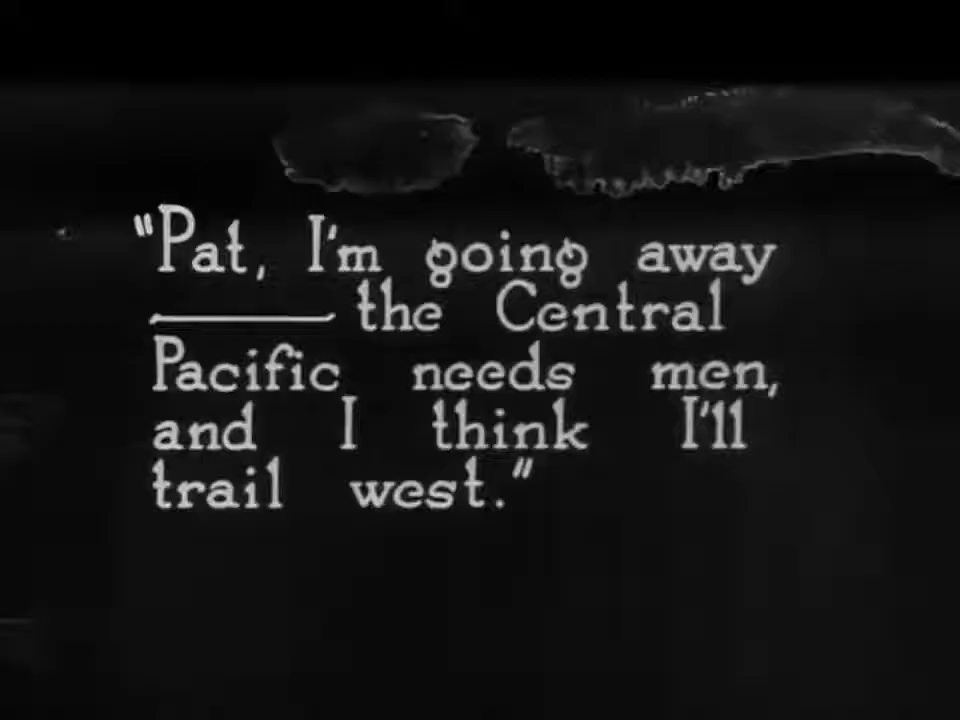 "Pat, I'm going away
—— the Central
Pacific needs men,
and I think I'll
trail west."